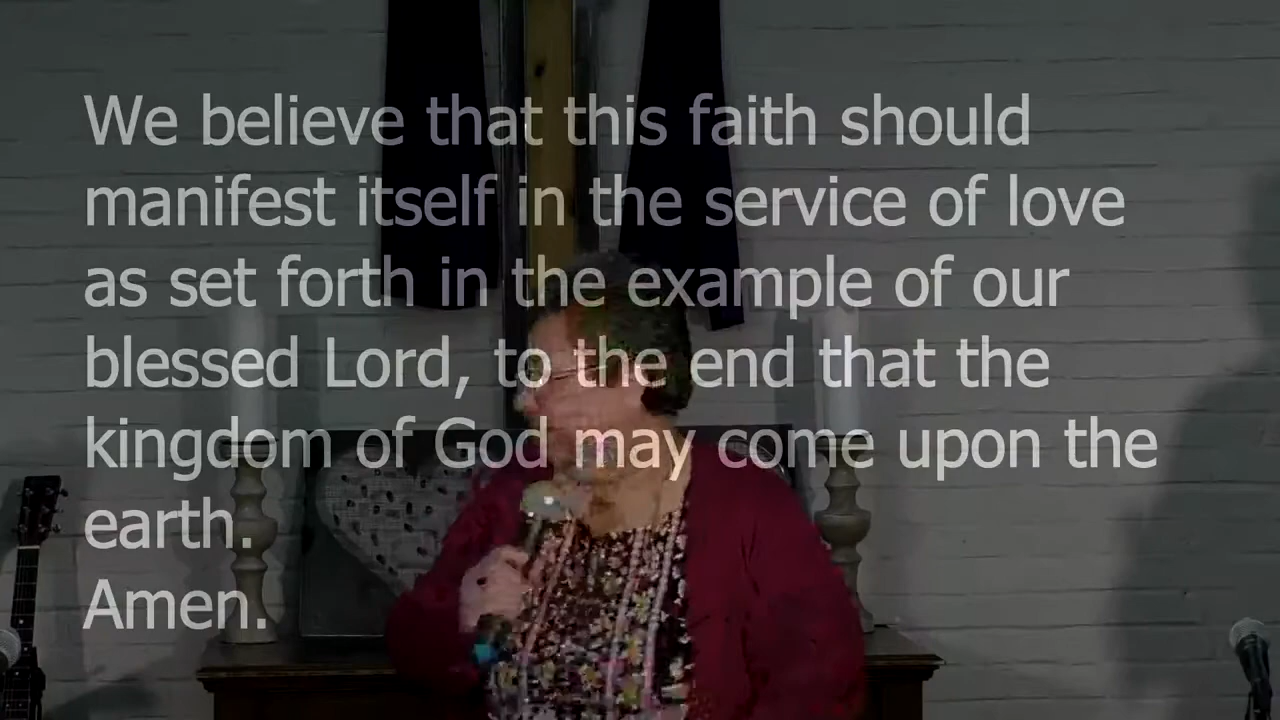 We believe that this faith should
manifest itself in the service of love
as set forth in the example of our
blessed Lord, to the end that the
kingdom of God may come upon the
earth.
Amen.